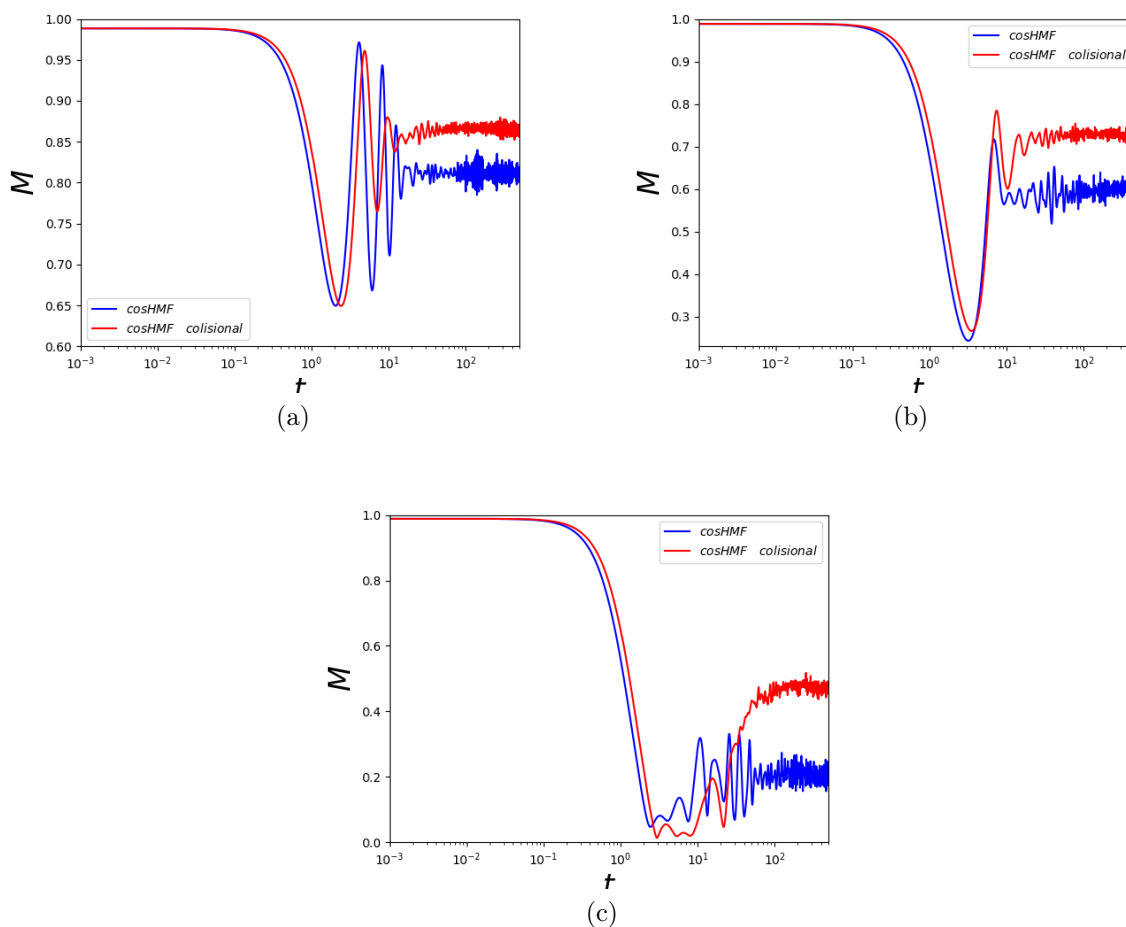 1.00
0.95
0.90
0.85
0.80
0.75
0.70
0.65
0.60
M
cosHMF
cosHMF colisional
10⁻³ 10⁻² 10⁻¹ 10⁰ 10¹ 10²
t
(a)
1.0
0.9
0.8
0.7
0.6
0.5
0.4
0.3
M
cosHMF
cosHMF colisional
10⁻³ 10⁻² 10⁻¹ 10⁰ 10¹ 10²
t
(b)
1.0
0.8
0.6
0.4
0.2
0.0
M
cosHMF
cosHMF colisional
10⁻³ 10⁻² 10⁻¹ 10⁰ 10¹ 10²
t
(c)